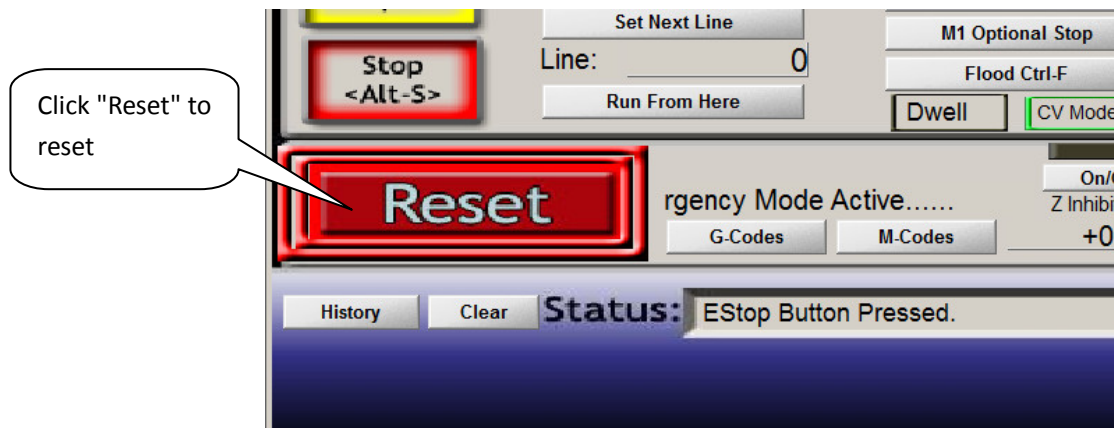 Set Next Line
M1 Optional Stop
Stop
<Alt-S>
Line: 0
Flood Ctrl-F
Run From Here
Dwell
CV Mode
Click "Reset" to
reset
Reset
rgency Mode Active......
On/
Z Inhibi
G-Codes
M-Codes
+0
History
Clear
Status:
EStop Button Pressed.